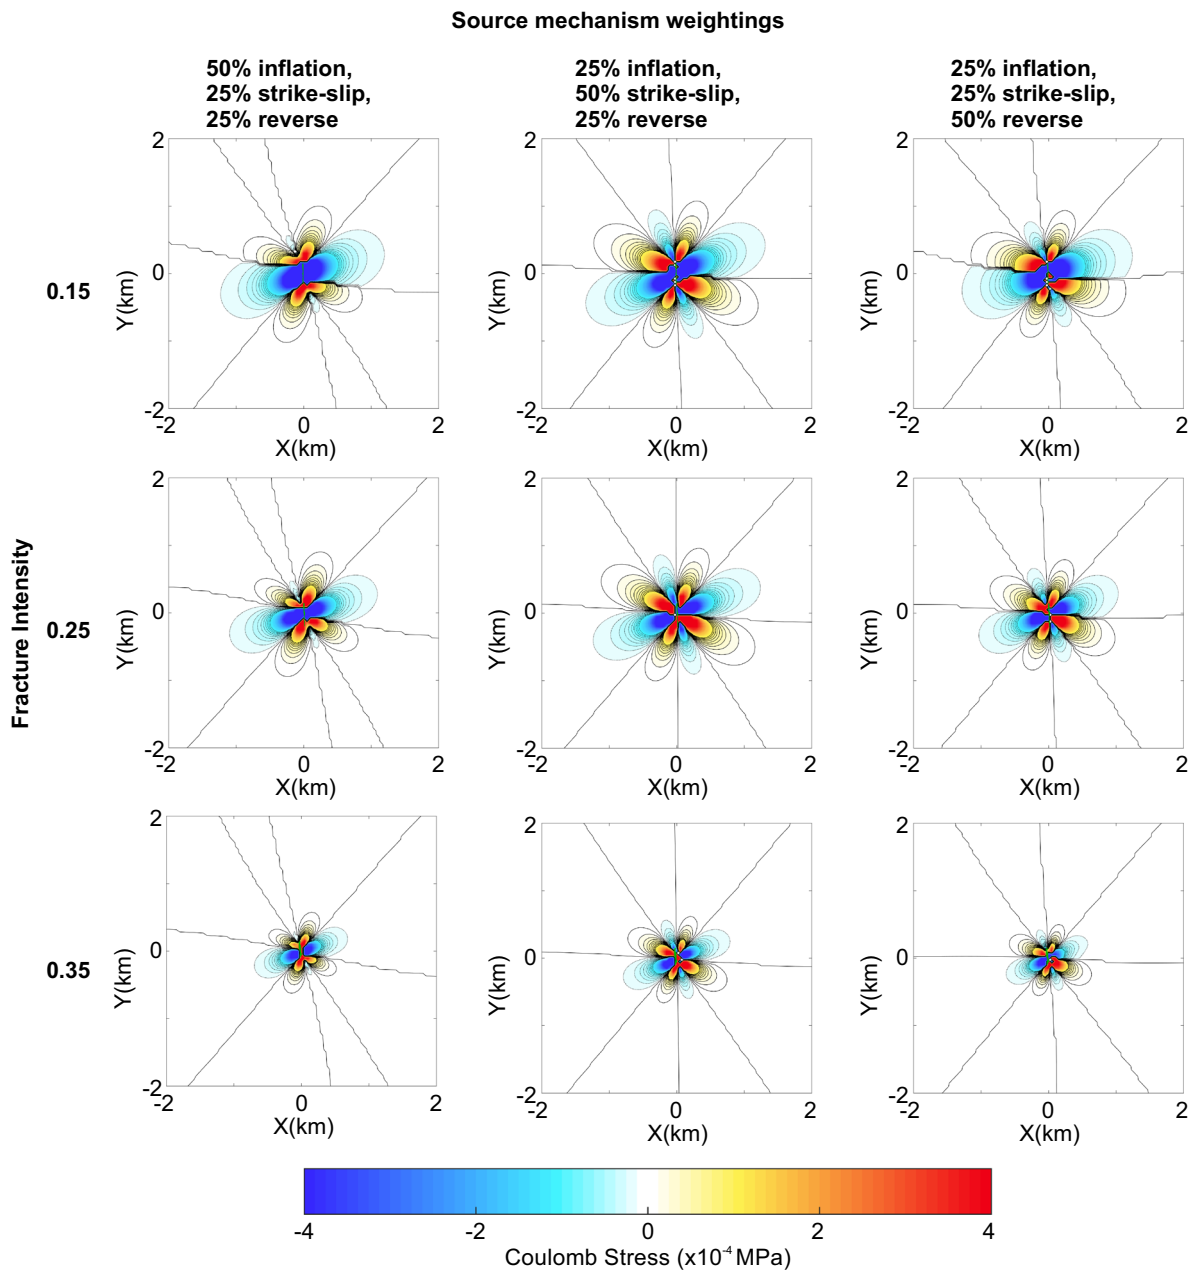 Source mechanism weightings
50% inflation,
25% strike-slip,
25% reverse
25% inflation,
50% strike-slip,
25% reverse
25% inflation,
25% strike-slip,
50% reverse
Fracture Intensity
0.15
2
0
-2
Y(km)
-2 0 2
X(km)
2
0
-2
Y(km)
-2 0 2
X(km)
2
0
-2
Y(km)
-2 0 2
X(km)
0.25
2
0
-2
Y(km)
-2 0 2
X(km)
2
0
-2
Y(km)
-2 0 2
X(km)
2
0
-2
Y(km)
-2 0 2
X(km)
0.35
2
0
-2
Y(km)
-2 0 2
X(km)
2
0
-2
Y(km)
-2 0 2
X(km)
2
0
-2
Y(km)
-2 0 2
X(km)
-4 -2 0 2 4
Coulomb Stress (x10⁻⁴ MPa)